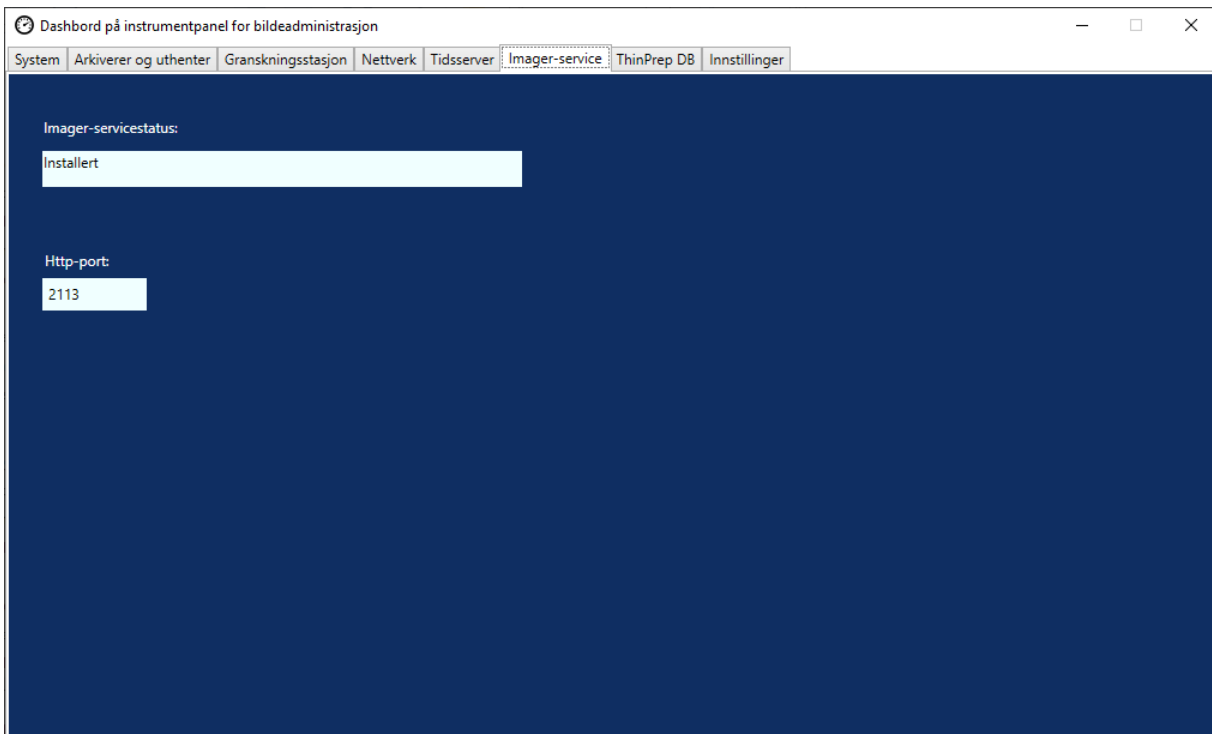 Dashbord på instrumentpanel for bildeadministrasjon
System Arkiverer og uthenter Granskningsstasjon Nettverk Tidsserver Imager-service ThinPrep DB Innstillinger
Imager-servicestatus:
Installert
Http-port:
2113